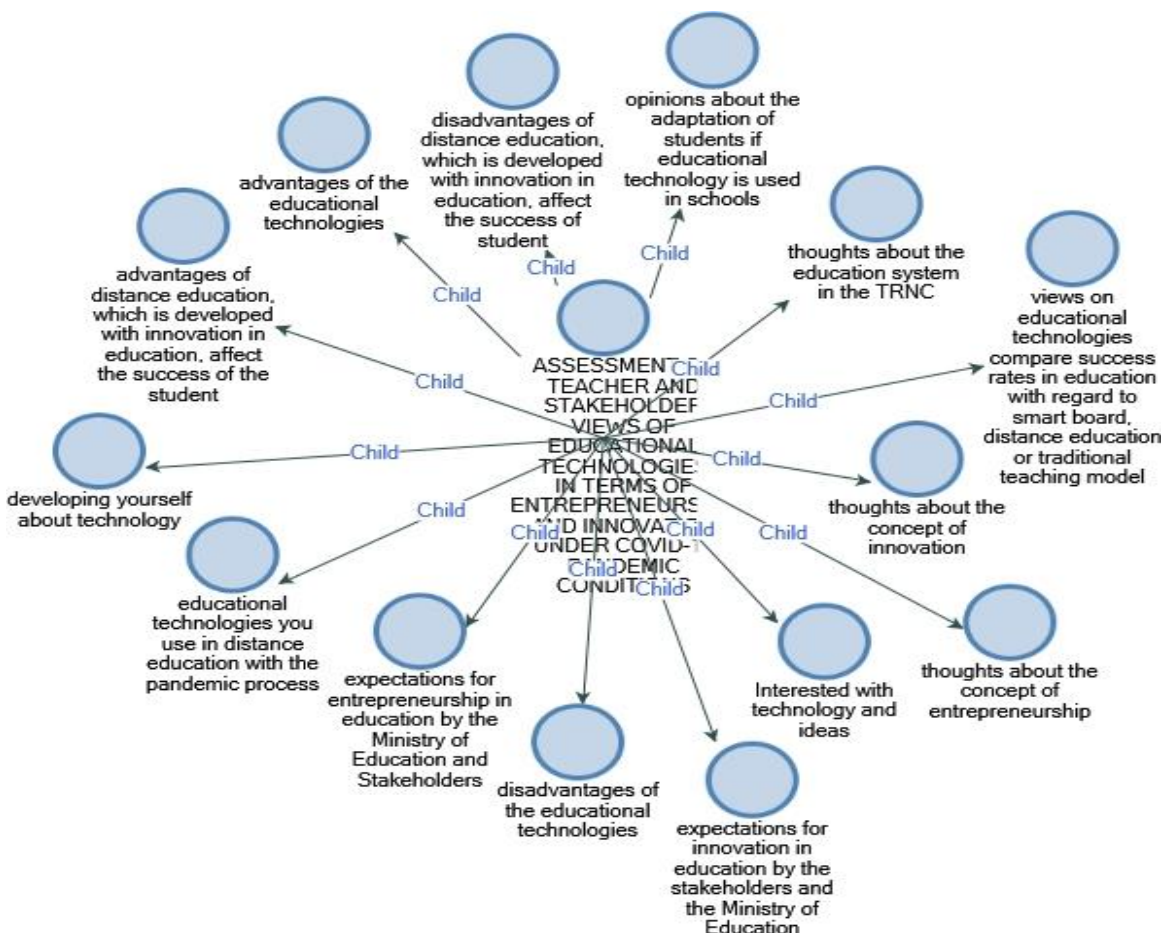 opinions about the
adaptation of
students if
educational
technology is used
in schools
disadvantages of
distance education,
which is developed
with innovation in
education, affect
the success of
student
advantages of the
educational
technologies
thoughts about the
education system
in the TRNC
advantages of
distance education,
which is developed
with innovation in
education, affect
the success of the
student
views on
educational
technologies
compare success
rates in education
with regard to
smart board,
distance education
or traditional
teaching model
Child
Child
Child
Child
Child
Child
Child
Child
Child
Child
Child
Child
Child
Child
ASSESSMENT
TEACHER AND
STAKEHOLDER
VIEWS OF
EDUCATIONAL
TECHNOLOGIES
IN TERMS OF
UNDER
CONDITIONS
developing yourself
about technology
thoughts about the
concept of
innovation
educational
technologies you
use in distance
education with the
pandemic process
expectations for
entrepreneurship in
education by the
Ministry of
Education and
Stakeholders
disadvantages of
the educational
technologies
expectations for
innovation in
education by the
stakeholders and
the Ministry of
Education
Interested with
technology and
ideas
thoughts about the
concept of
entrepreneurship